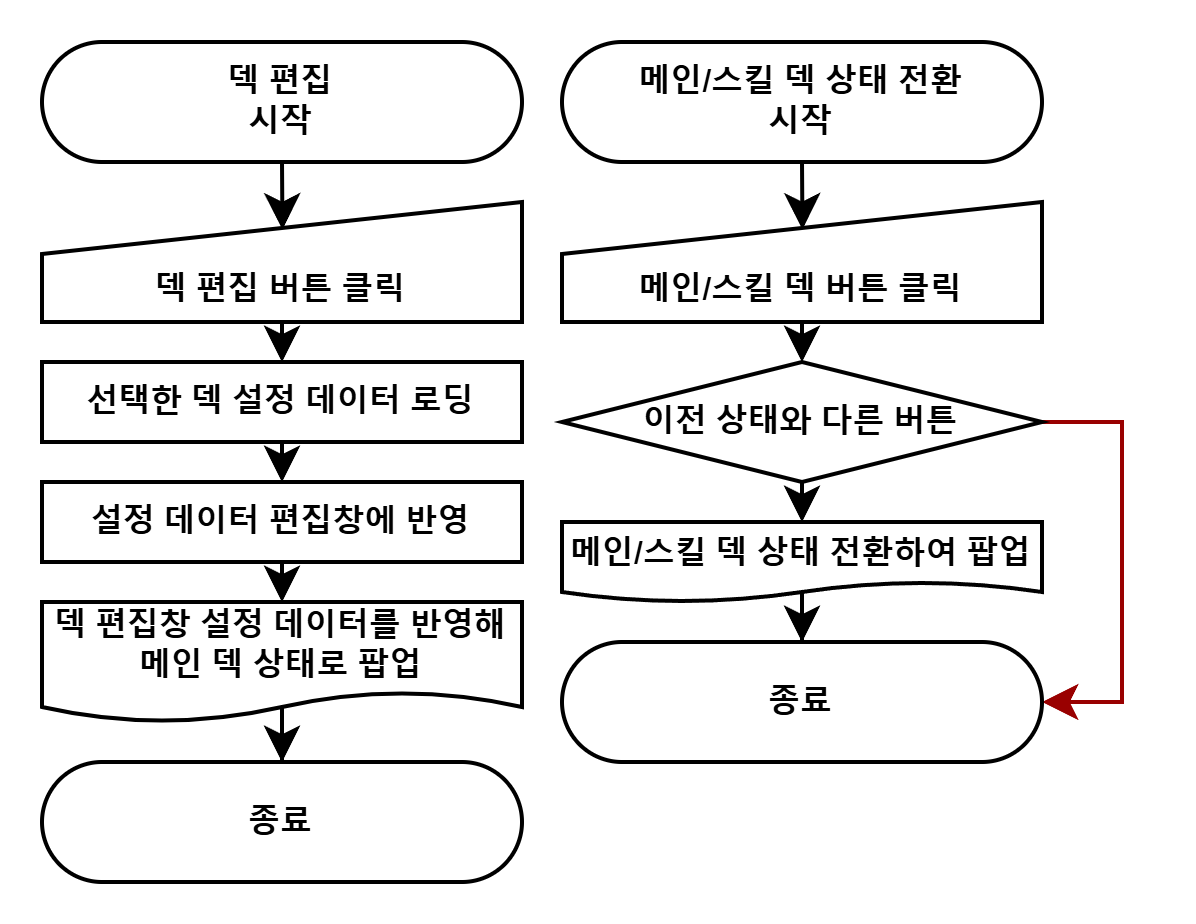 덱 편집
시작
덱 편집 버튼 클릭
선택한 덱 설정 데이터 로딩
설정 데이터 편집창에 반영
덱 편집창 설정 데이터를 반영해
메인 덱 상태로 팝업
종료
메인/스킬 덱 상태 전환
시작
메인/스킬 덱 버튼 클릭
이전 상태와 다른 버튼
메인/스킬 덱 상태 전환하여 팝업
종료